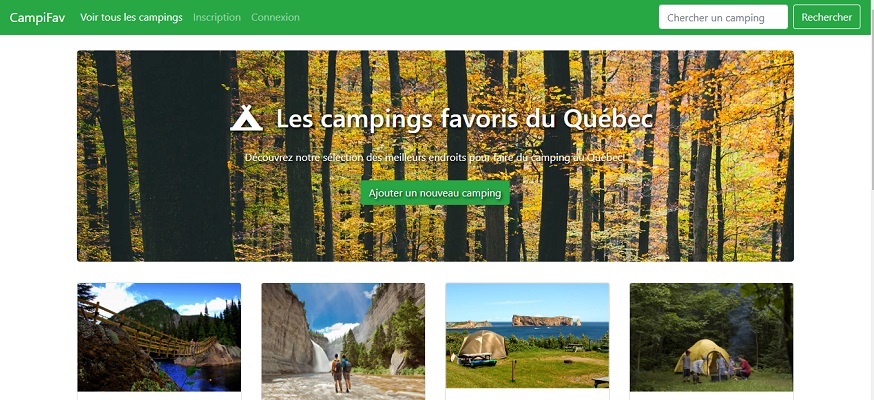 CampiFav Voir tous les campings Inscription Connexion Chercher un camping Rechercher
Les campings favoris du Québec
Découvrez notre sélection des meilleurs endroits pour faire du camping au Québec!
Ajouter un nouveau camping